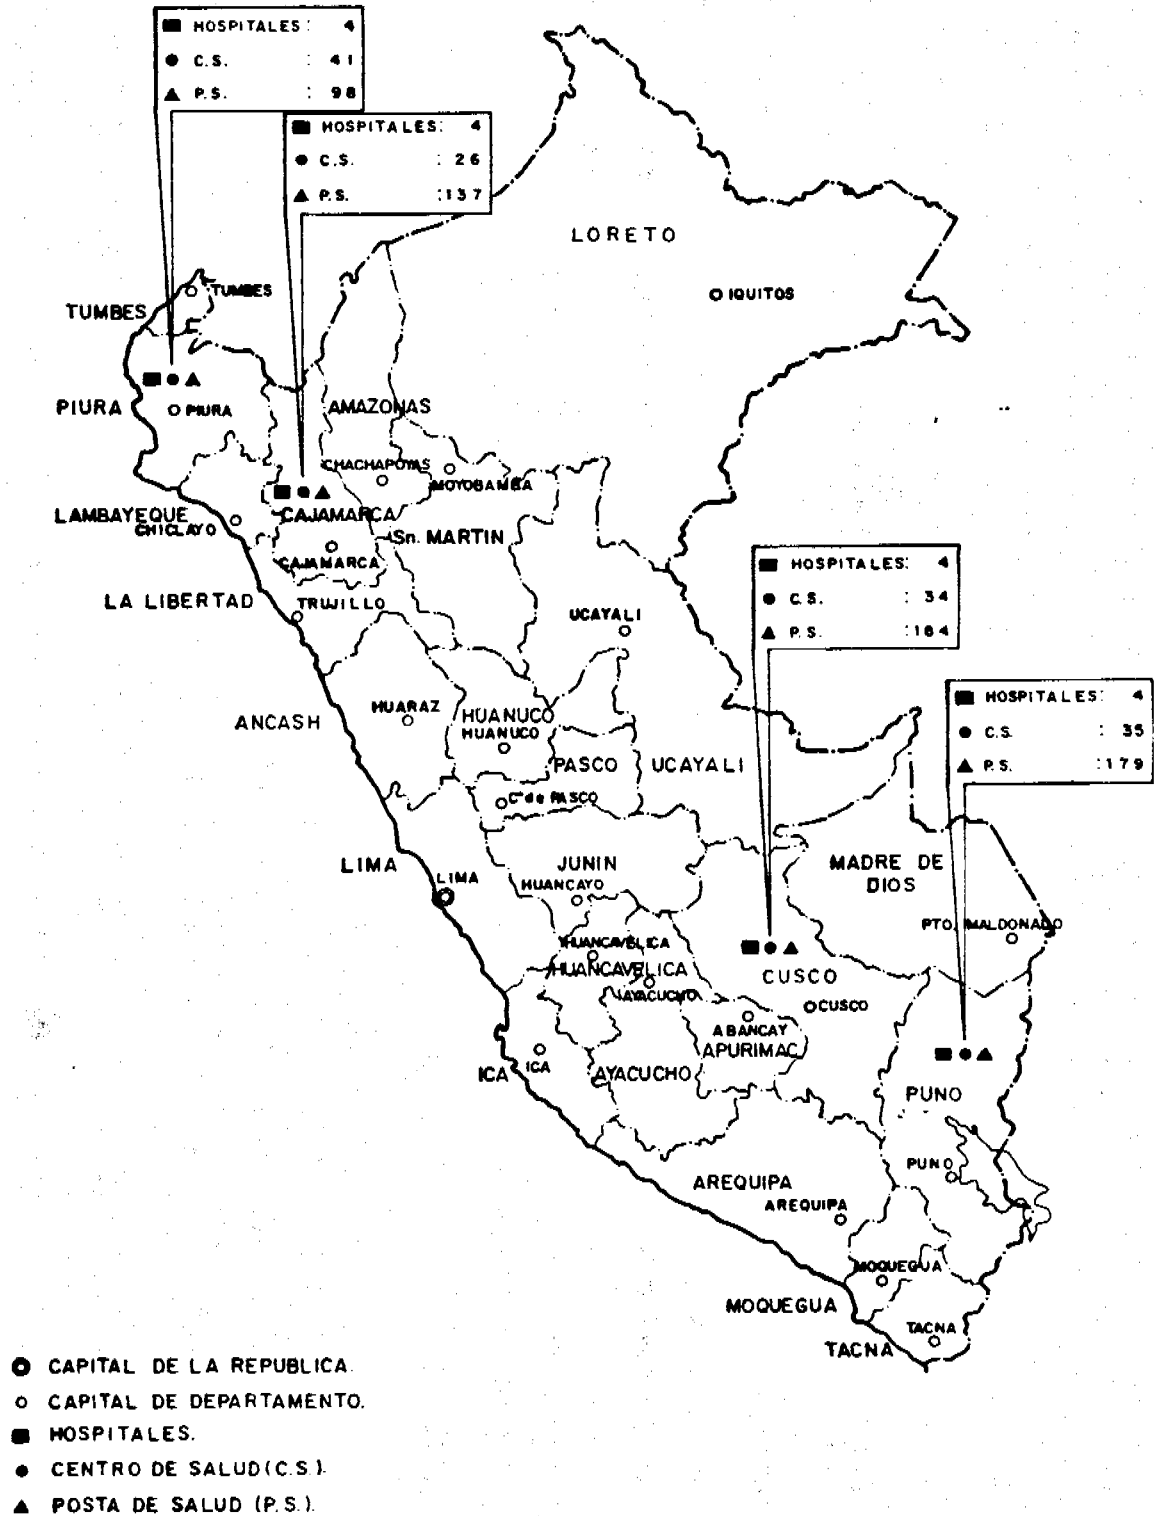 ■ HOSPITALES: 4
● C.S. : 41
▲ P.S. : 98
■ HOSPITALES: 4
● C.S. : 26
▲ P.S. :137
LORETO
IQUITOS
TUMBES
TUMBES
PIURA
PIURA
AMAZONAS
CHACHAPOYAS
MOYOBAMBA
LAMBAYEQUE
CHICLAYO
CAJAMARCA
Sn. MARTIN
CAJAMARCA
■ HOSPITALES: 4
● C.S. : 34
▲ P.S. :184
LA LIBERTAD
TRUJILLO
UCAYALI
■ HOSPITALES: 4
● C.S. : 35
▲ P.S. :179
HUARAZ
ANCASH
HUANUCO
HUANUCO
PASCO
UCAYALI
Cº de PASCO
LIMA
LIMA
JUNIN
HUANCAYO
MADRE DE
DIOS
PTO. MALDONADO
HUANCAVELICA
HUANCAVELICA
AYACUCHO
CUSCO
CUSCO
ABANCAY
APURIMAC
ICA
ICA
AYACUCHO
PUNO
PUNO
AREQUIPA
AREQUIPA
MOQUEGUA
MOQUEGUA
TACNA
TACNA
CAPITAL DE LA REPUBLICA.
CAPITAL DE DEPARTAMENTO.
HOSPITALES.
CENTRO DE SALUD (C.S.).
POSTA DE SALUD (P.S.).